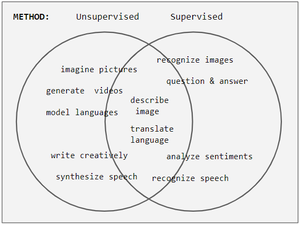 METHOD: Unsupervised Supervised
recognize images
imagine pictures
question & answer
generate videos
describe
image
model languages
translate
language
write creatively
analyze sentiments
synthesize speech
recognize speech